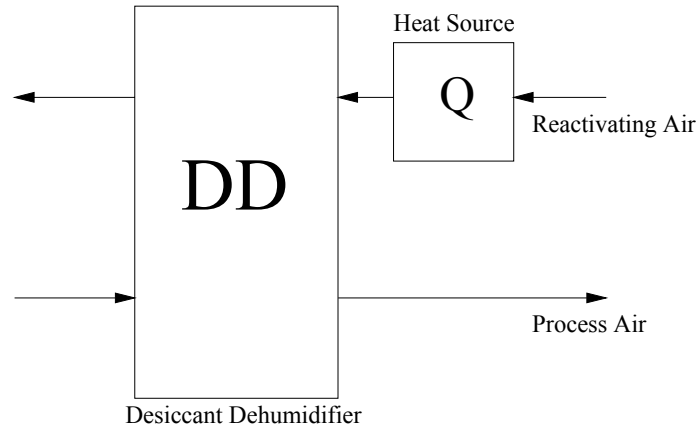 Heat Source
Q
Reactivating Air
DD
Process Air
Desiccant Dehumidifier